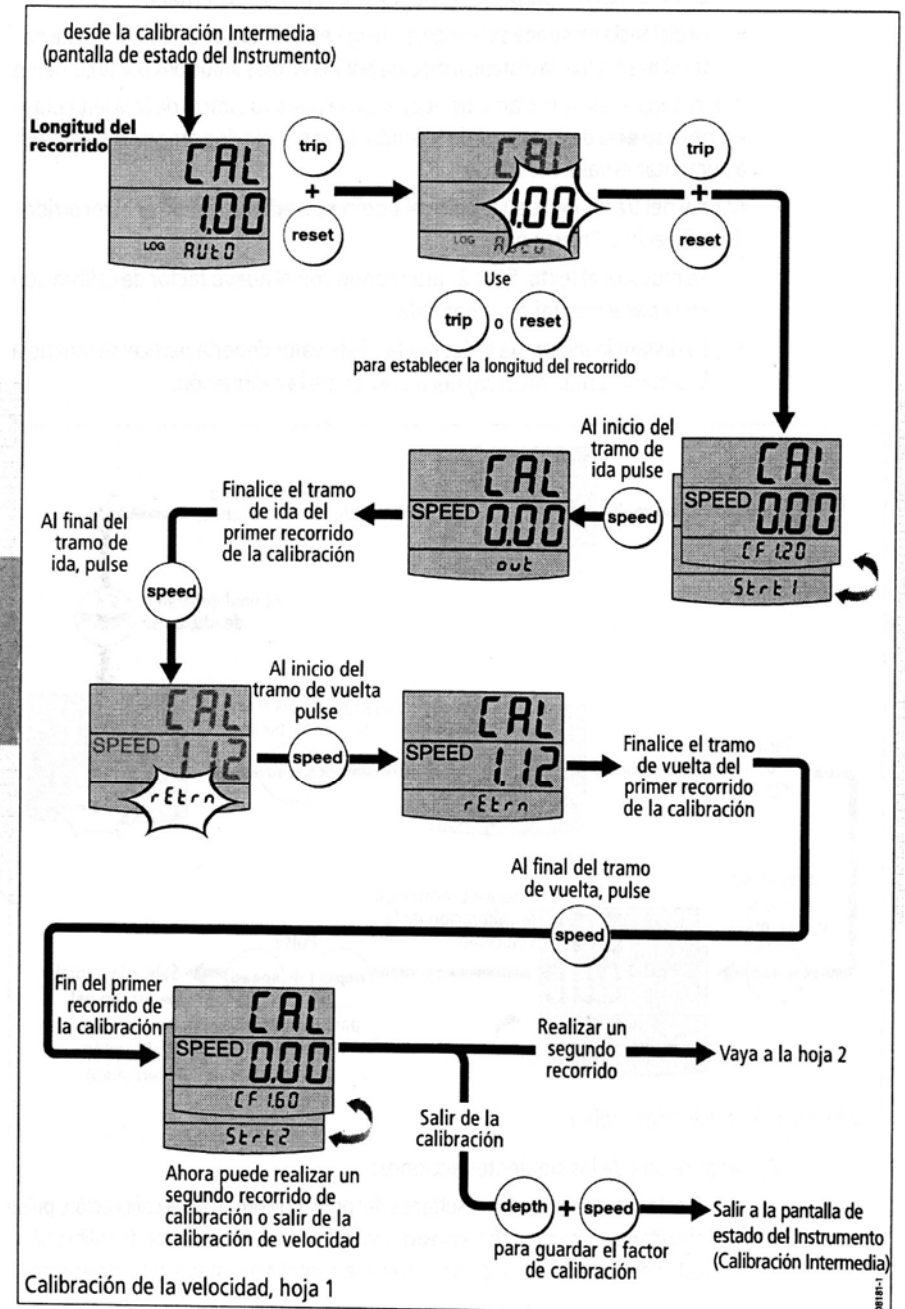 desde la calibración Intermedia
(pantalla de estado del Instrumento)
Longitud del
recorrido
CAL
1.00
LOG AUtO
trip
+
reset
CAL
1.00
LOG AUtO
Use
trip o reset
para establecer la longitud del recorrido
trip
+
reset
CAL
SPEED 0.00
CF 1.20
Strt1
Al inicio del
tramo de
ida pulse
speed
CAL
SPEED 0.00
out
Finalice el tramo
de ida del
primer recorrido
de la calibración
Al final del
tramo de
ida, pulse
speed
CAL
SPEED 1.12
rEtrn
Al inicio del
tramo de vuelta
pulse
speed
CAL
SPEED 1.12
rEtrn
Finalice el tramo
de vuelta del
primer recorrido
de la calibración
Al final del tramo
de vuelta, pulse
speed
Fin del primer
recorrido de
la calibración
CAL
SPEED 0.00
CF 1.60
Strt2
Ahora puede realizar un
segundo recorrido de
calibración o salir de la
calibración de velocidad
Realizar un
segundo
recorrido
Vaya a la hoja 2
Salir de la
calibración
depth + speed
para guardar el factor
de calibración
Salir a la pantalla de
estado del Instrumento
(Calibración Intermedia)
Calibración de la velocidad, hoja 1